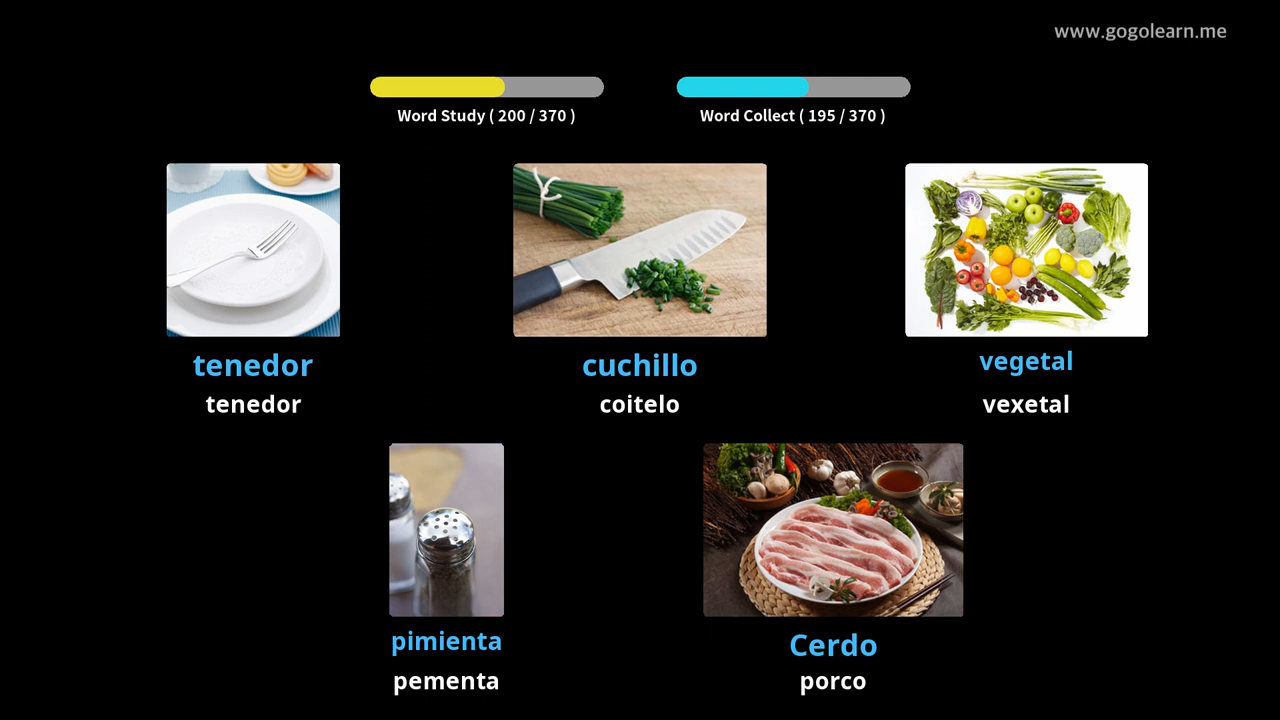 www.gogolearn.me
Word Study ( 200 / 370 )
Word Collect ( 195 / 370 )
tenedor
tenedor
cuchillo
coitelo
vegetal
vexetal
pimienta
pementa
Cerdo
porco